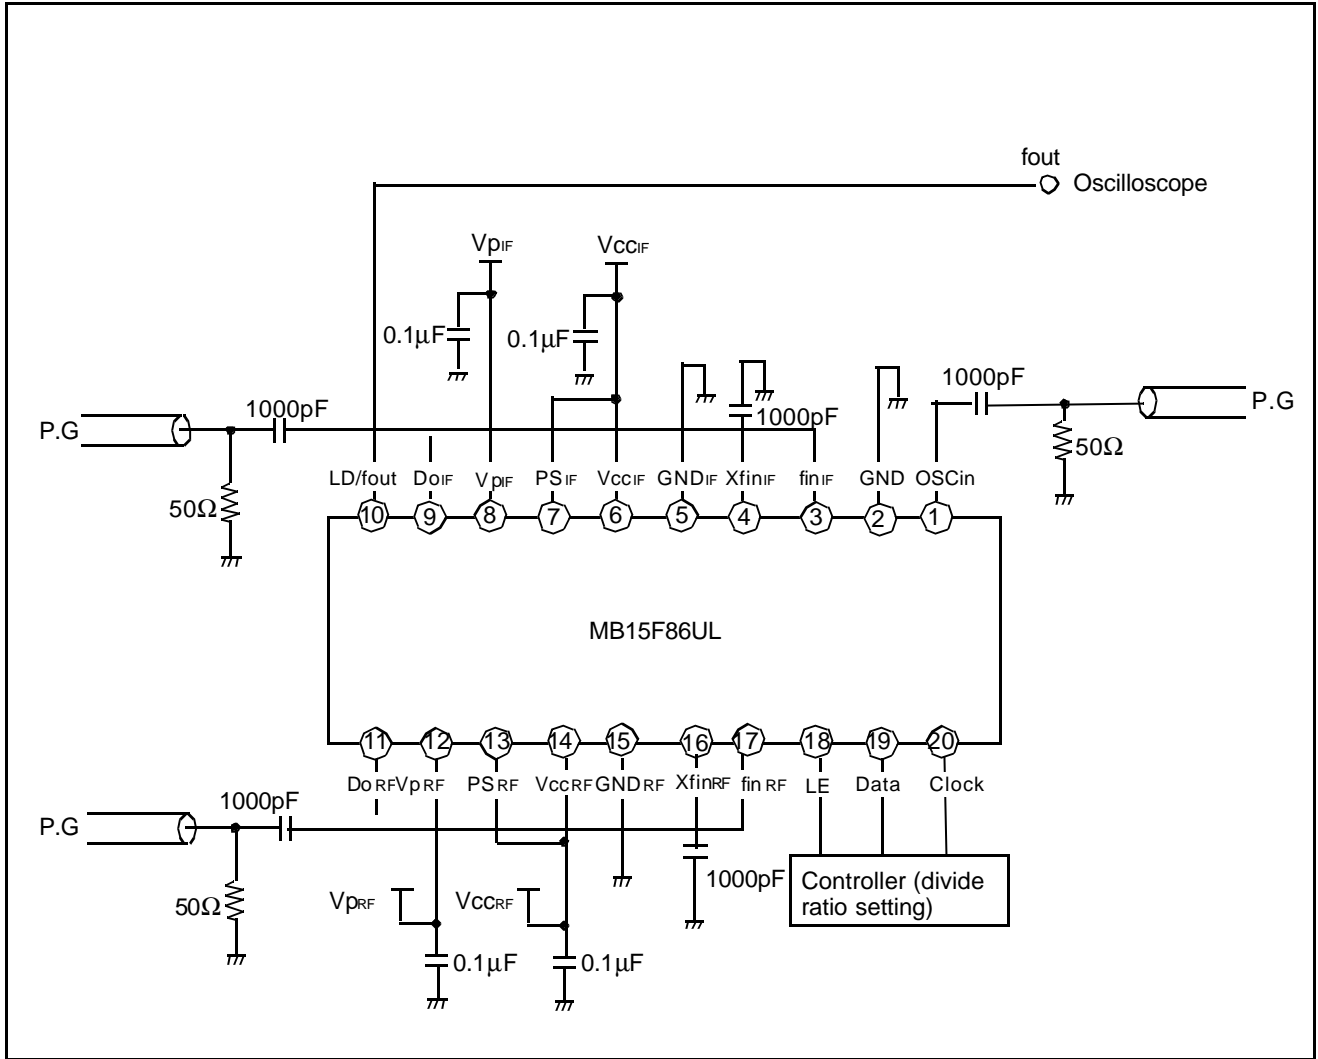 fout
Oscilloscope
VpIF
VccIF
0.1μF
0.1μF
1000pF
P.G
1000pF
1000pF
P.G
50Ω
50Ω
LD/fout DoIF VpIF PSIF VccIF GNDIF XfinIF finIF GND OSCin
10 9 8 7 6 5 4 3 2 1
MB15F86UL
11 12 13 14 15 16 17 18 19 20
DoRF VpRF PSRF VccRF GNDRF XfinRF finRF LE Data Clock
1000pF
P.G
50Ω
VpRF
VccRF
1000pF
Controller (divide
ratio setting)
0.1μF
0.1μF